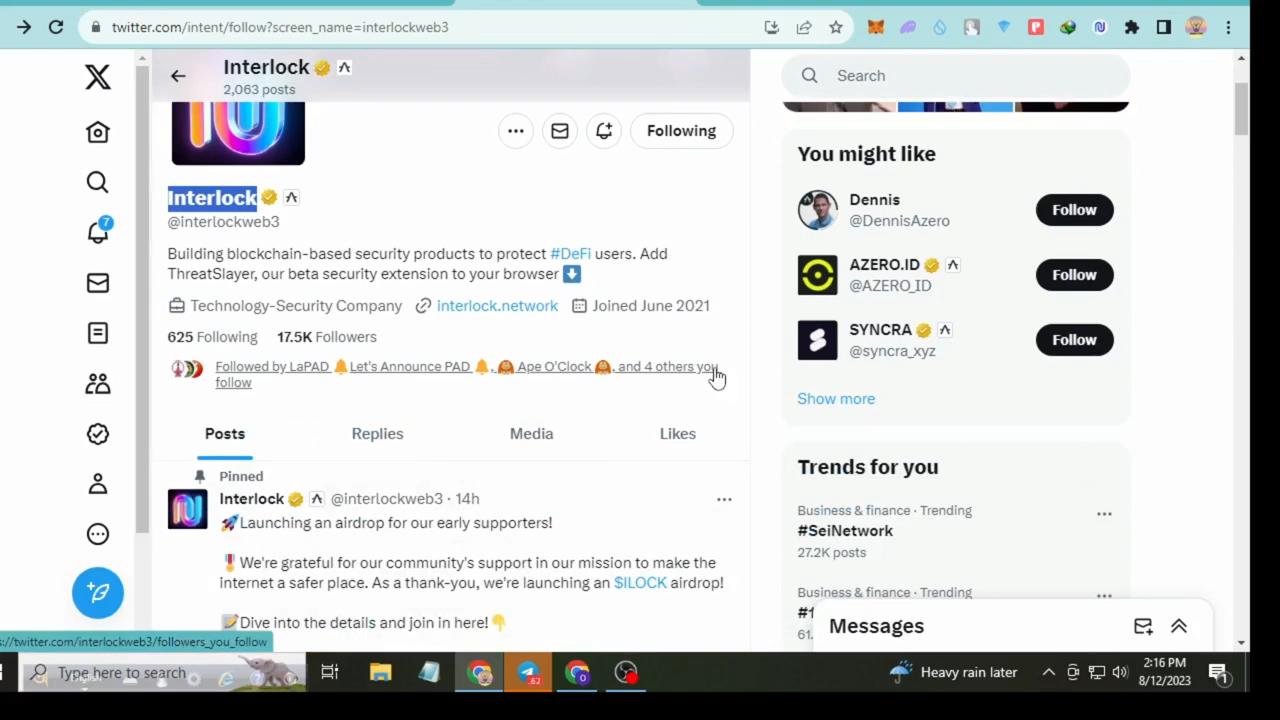 twitter.com/intent/follow?screen_name=interlockweb3
Interlock
2,063 posts
Search
Following
You might like
Interlock
@interlockweb3
Dennis
@DennisAzero
Follow
Building blockchain-based security products to protect #DeFi users. Add
ThreatSlayer, our beta security extension to your browser
AZERO.ID
@AZERO_ID
Follow
Technology-Security Company interlock.network Joined June 2021
625 Following 17.5K Followers
SYNCRA
@syncra_xyz
Follow
Followed by LaPAD 🔔Let's Announce PAD 🔔, Ape O'Clock, and 4 others you
follow
Show more
7
Posts Replies Media Likes
Trends for you
Pinned
Interlock @interlockweb3 · 14h
🚀Launching an airdrop for our early supporters!
🎖️We're grateful for our community's support in our mission to make the
internet a safer place. As a thank-you, we're launching an $ILOCK airdrop!
📝Dive into the details and join in here!👇
Business & finance · Trending
#SeiNetwork
27.2K posts
Business & finance · Trending
Messages
twitter.com/interlockweb3/followers_you_follow
Type here to search
62
Heavy rain later
2:16 PM
8/12/2023
1